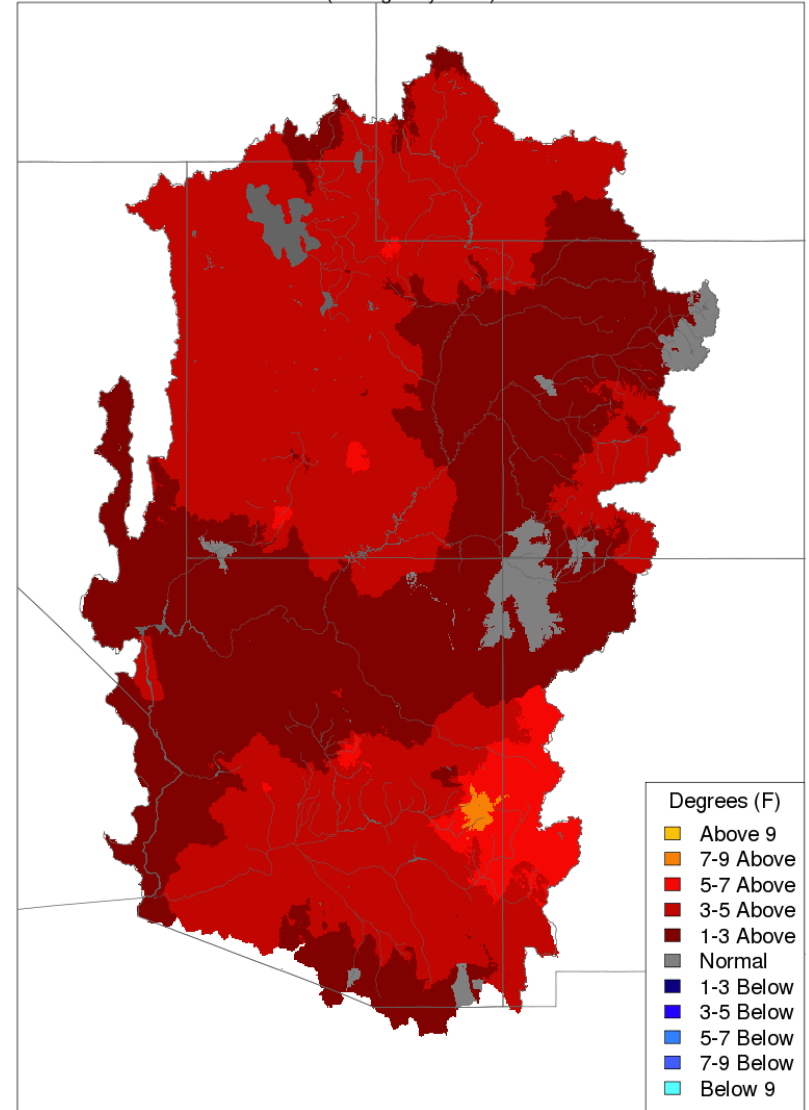 Degrees (F)
Above 9
7-9 Above
5-7 Above
3-5 Above
1-3 Above
Normal
1-3 Below
3-5 Below
5-7 Below
7-9 Below
Below 9